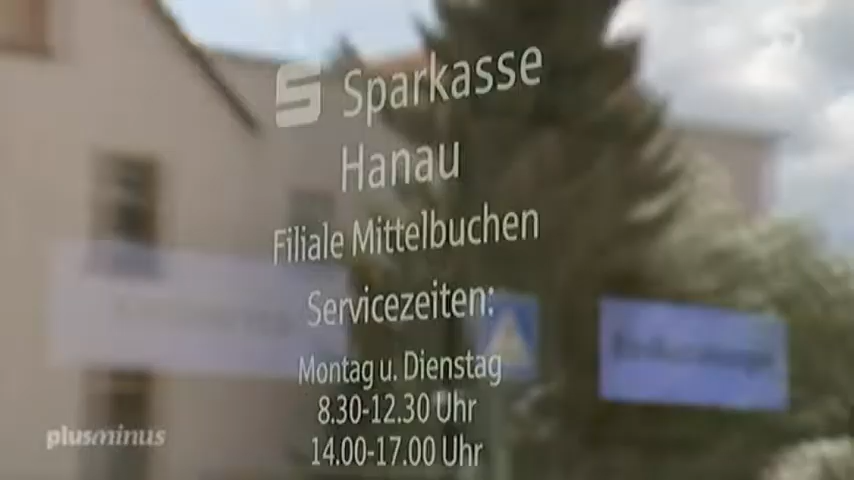 Sparkasse
Hanau
Filiale Mittelbuchen
Servicezeiten:
Montag u. Dienstag
8.30-12.30 Uhr
14.00-17.00 Uhr
plusminus